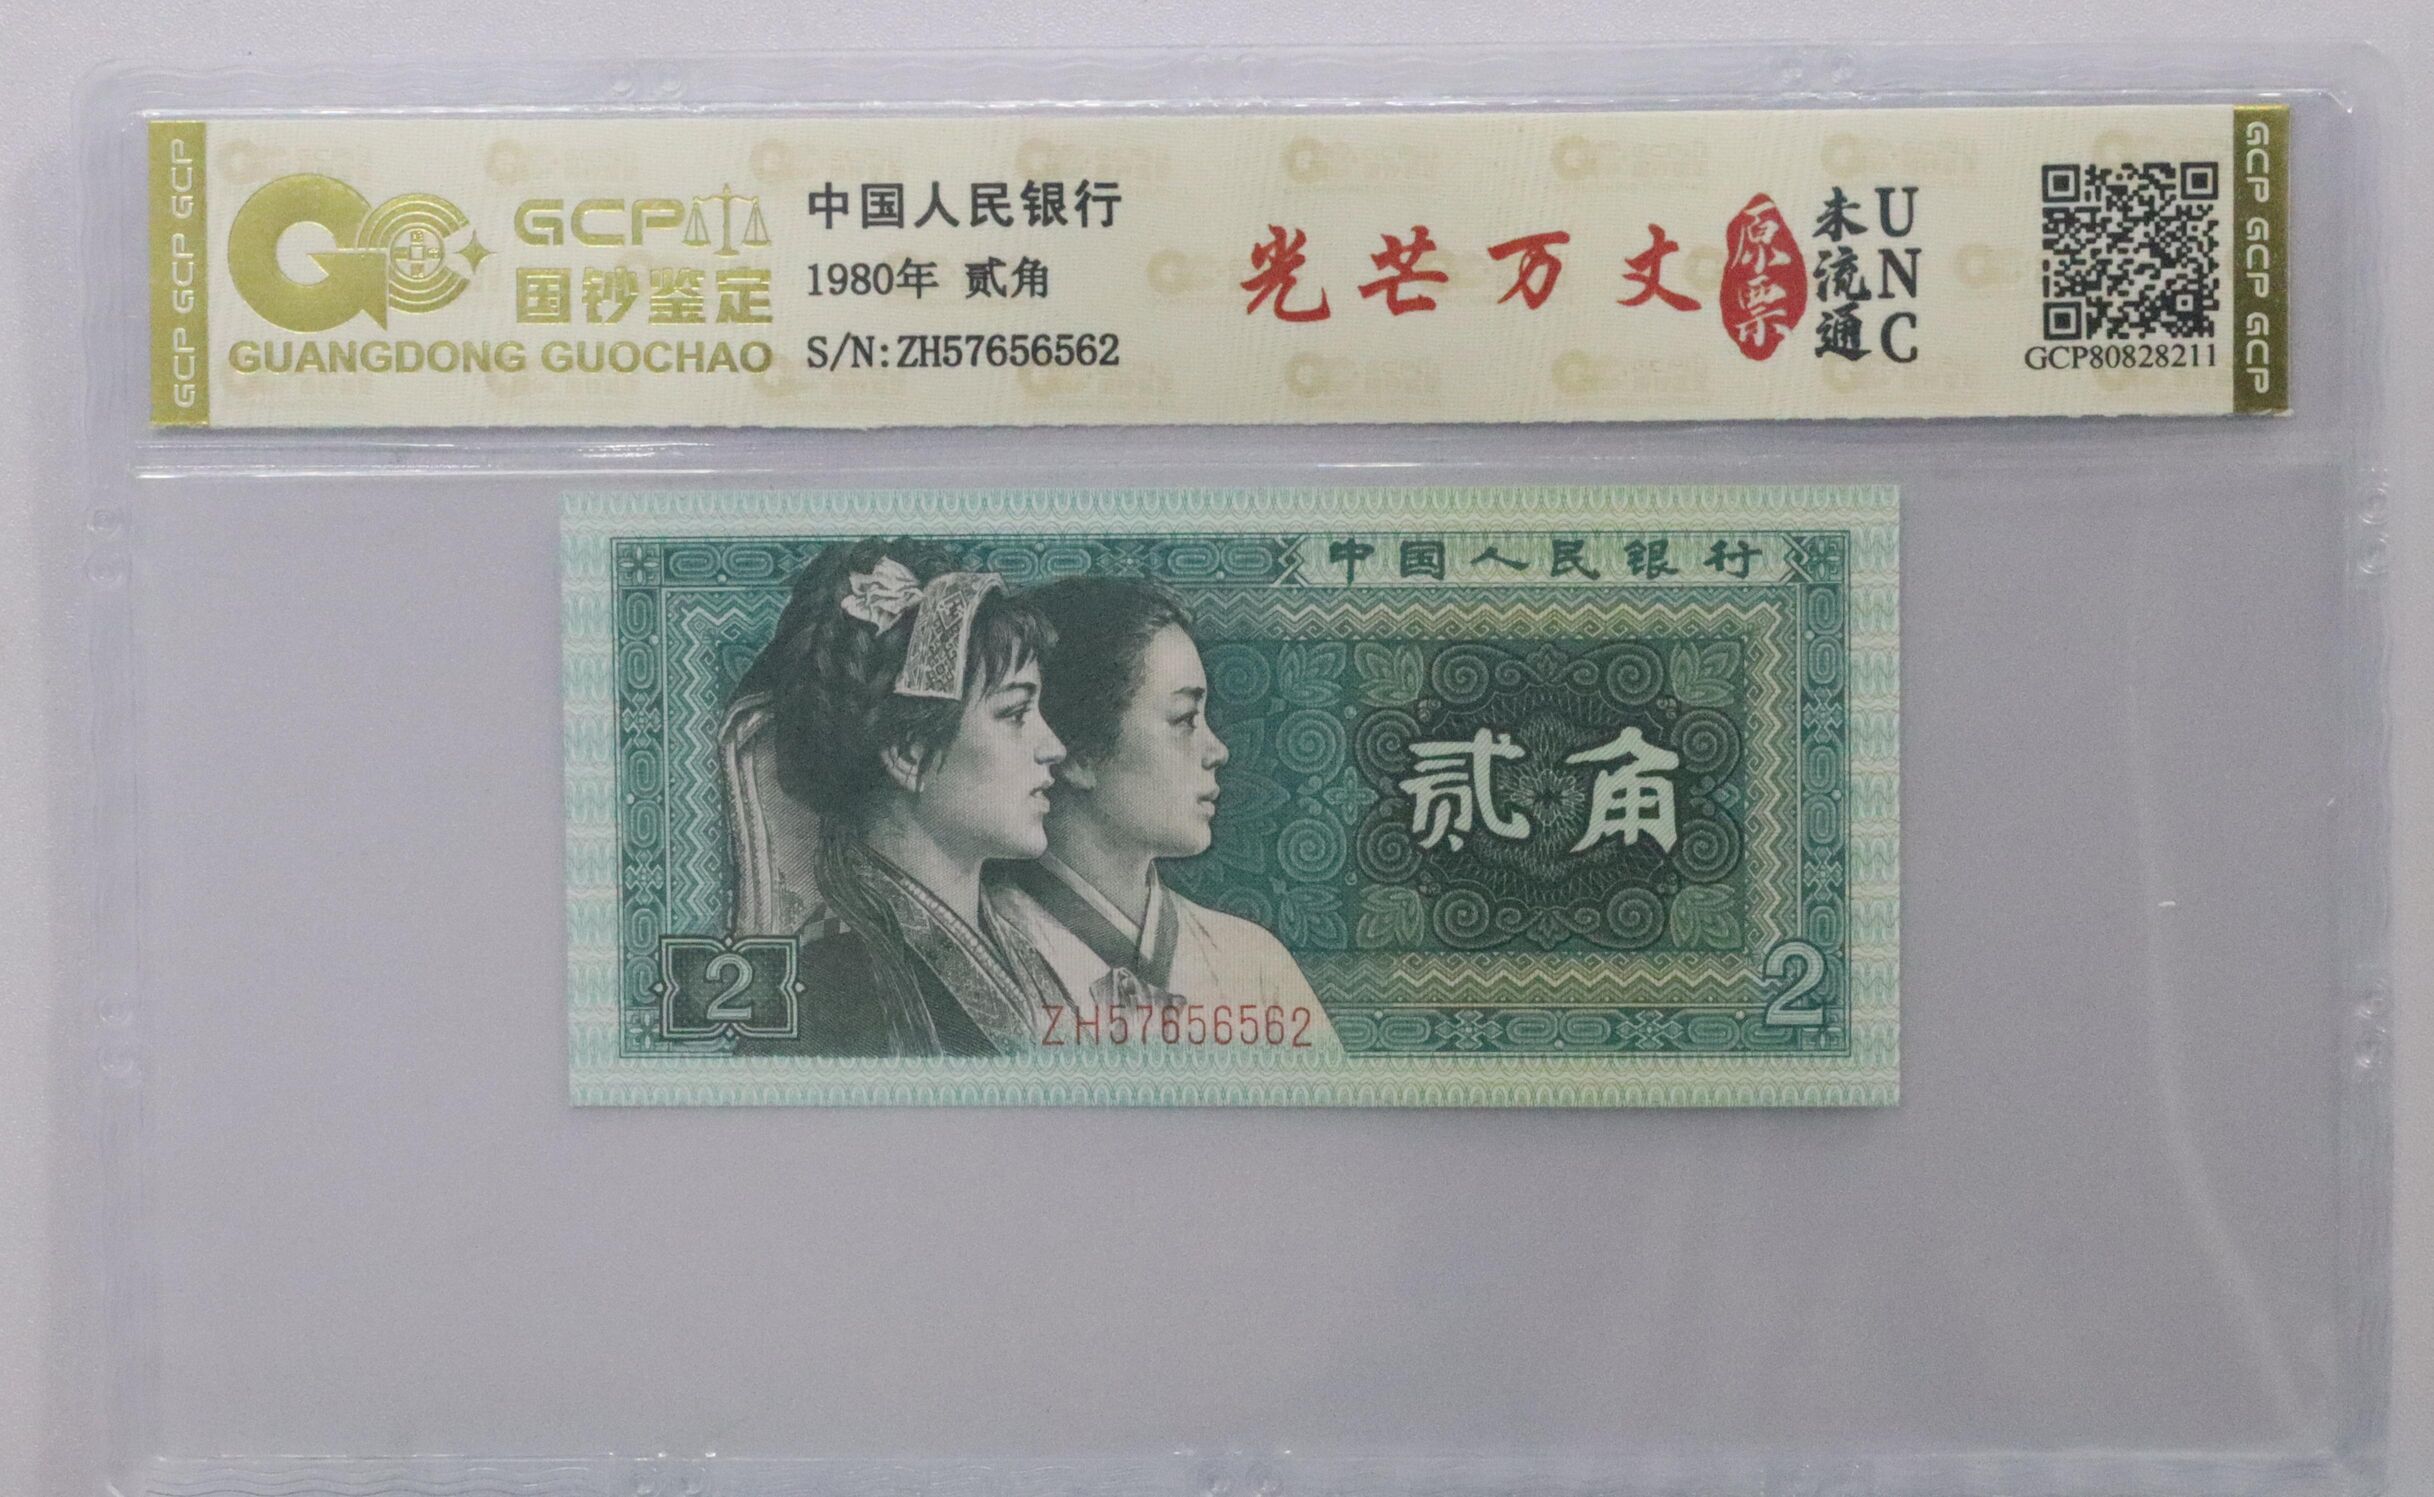 GCP GCP GCP
GCP
国钞鉴定
GUANGDONG GUOCHAO
中国人民银行
1980年 贰角
S/N:ZH57656562
光芒万丈
原票
未流通
UNC
GCP80828211
GCP GCP GCP
中国人民银行
贰角
2
2
ZH57656562